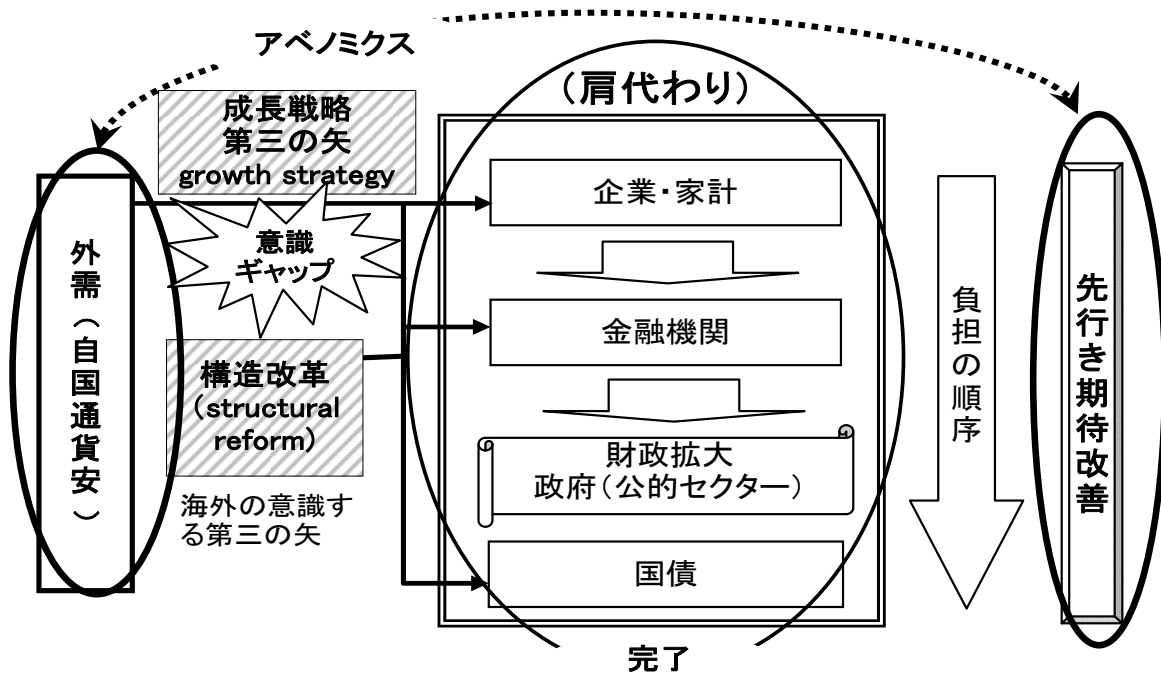 アベノミクス
（肩代わり）
成長戦略
第三の矢
growth strategy
意識
ギャップ
構造改革
（structural
reform）
海外の意識す
る第三の矢
外需（自国通貨安）
企業・家計
金融機関
財政拡大
政府（公的セクター）
国債
完了
負担の順序
先行き期待改善